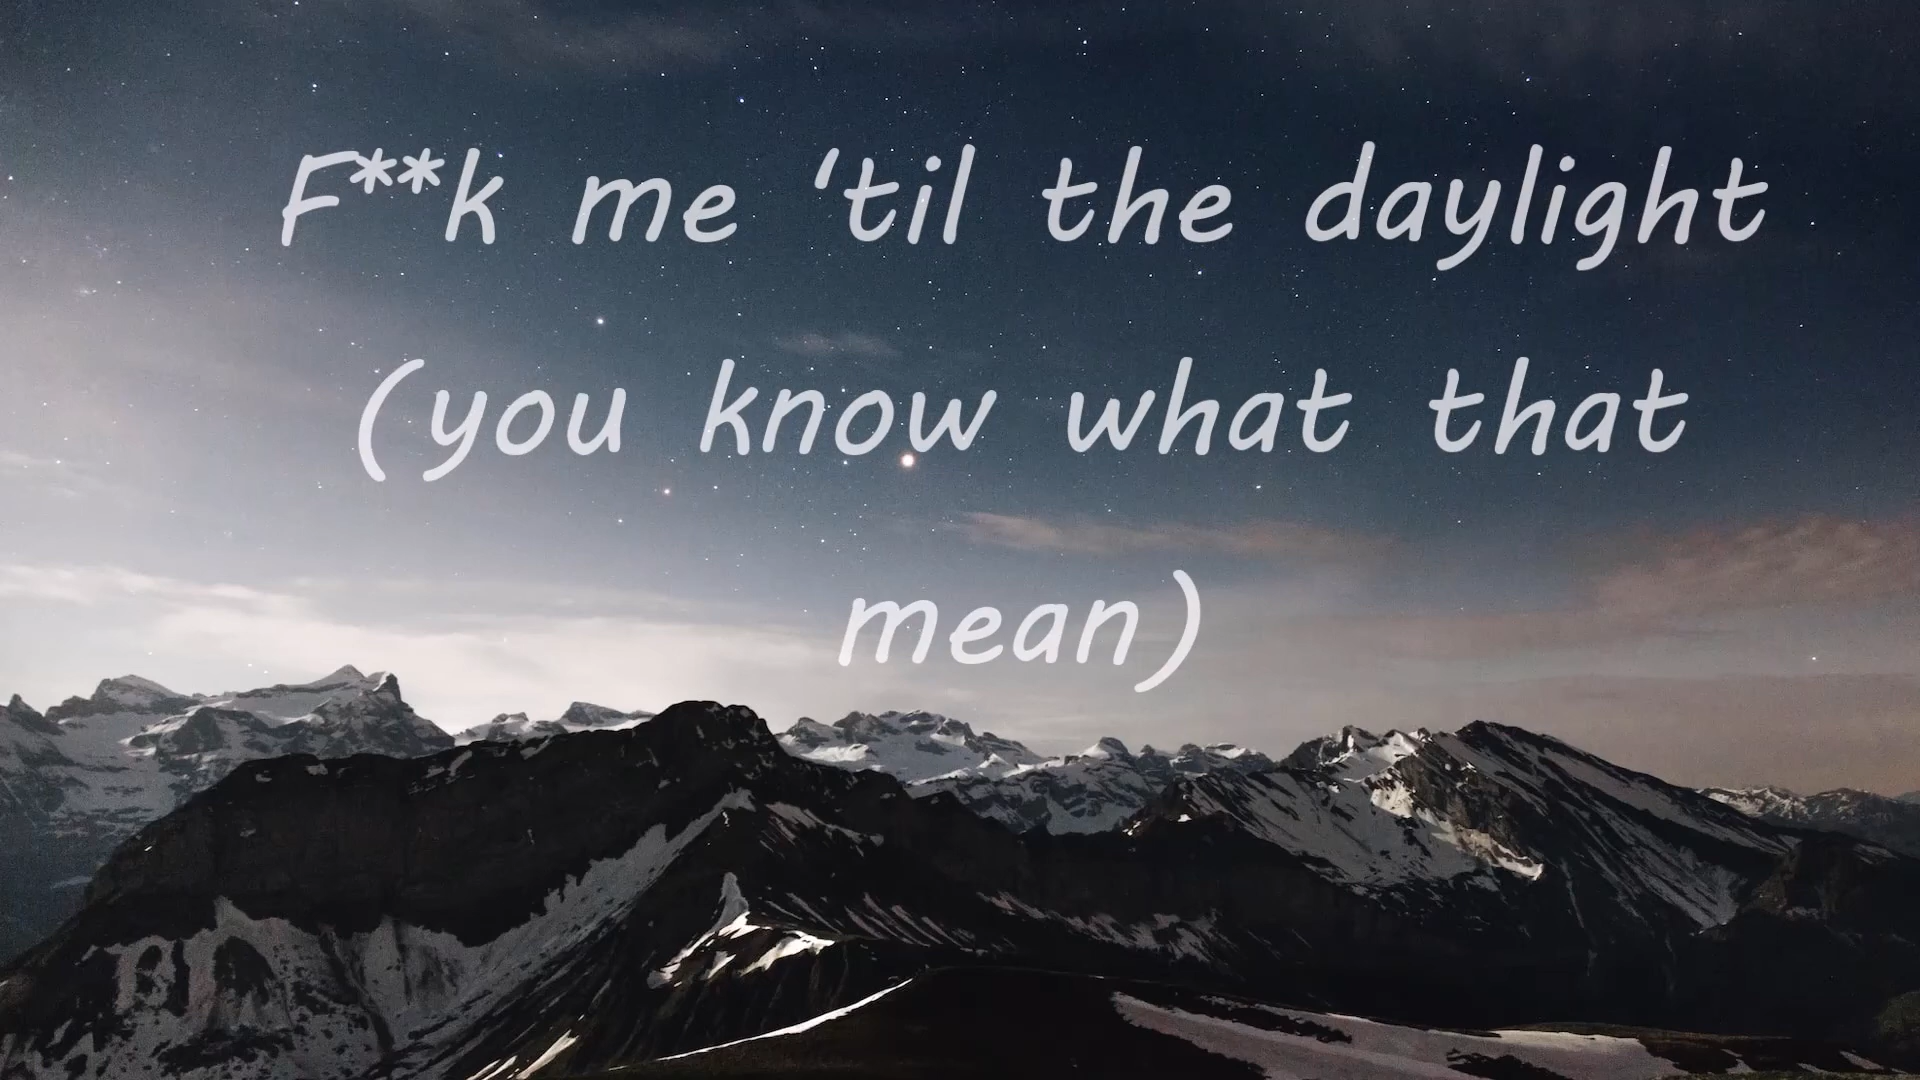 F**k me ‘til the daylight
(you know what that
mean)